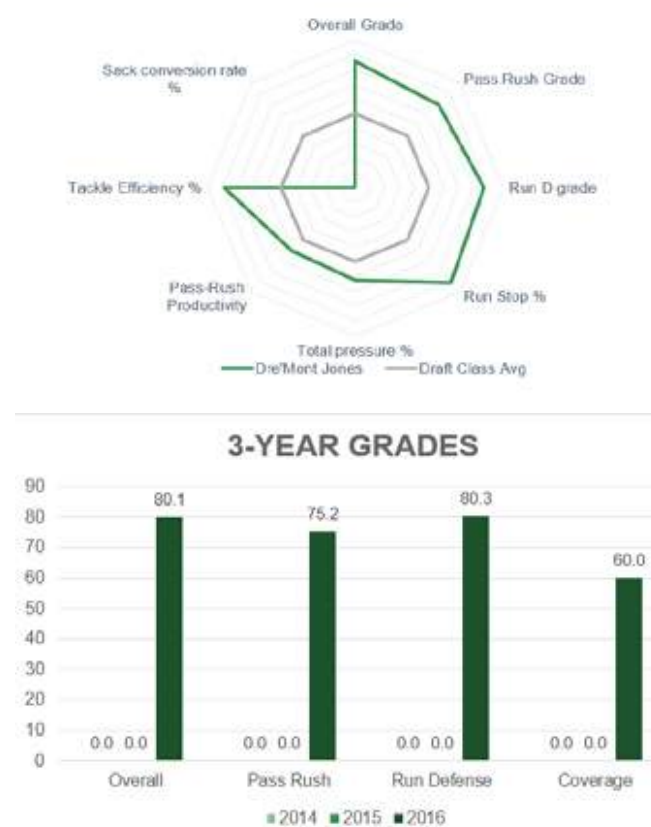 Overall Grade
Sack conversion rate
%
Pass Rush Grade
Tackle Efficiency %
Run D grade
Pass-Rush
Productivity
Run Stop %
Total pressure %
Dre'Mont Jones
Draft Class Avg
3-YEAR GRADES
90
80
70
60
50
40
30
20
10
0
0.0 0.0 80.1
0.0 0.0 75.2
0.0 0.0 80.3
0.0 0.0 60.0
Overall
Pass Rush
Run Defense
Coverage
2014 2015 2016